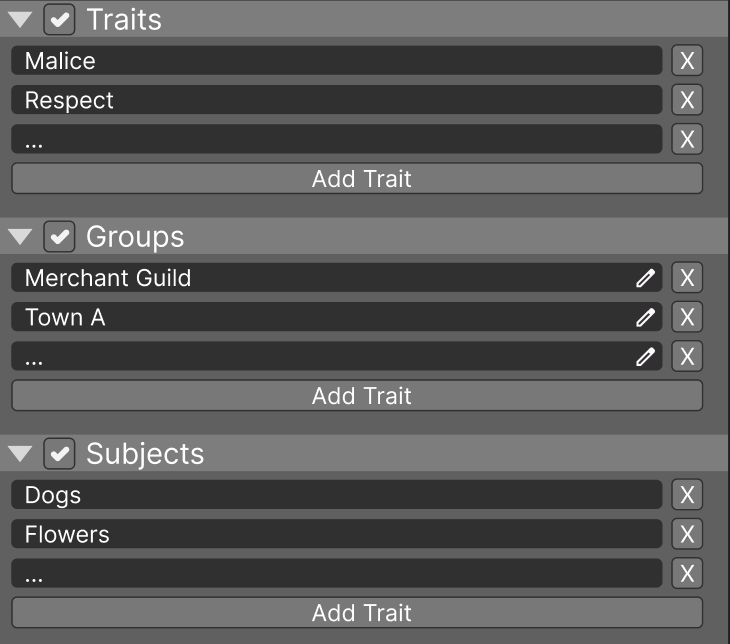 Traits
Malice X
Respect X
... X
Add Trait
Groups
Merchant Guild X
Town A X
... X
Add Trait
Subjects
Dogs X
Flowers X
... X
Add Trait